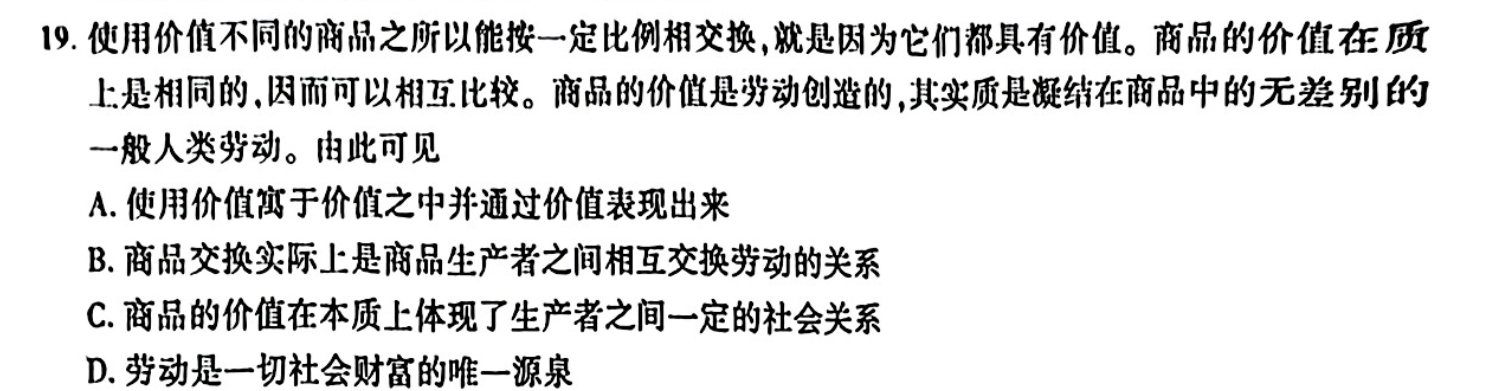 19. 使用价值不同的商品之所以能按一定比例相交换,就是因为它们都具有价值。商品的价值在质
上是相同的,因而可以相互比较。商品的价值是劳动创造的,其实质是凝结在商品中的无差别的
一般人类劳动。由此可见
A. 使用价值寓于价值之中并通过价值表现出来
B. 商品交换实际上是商品生产者之间相互交换劳动的关系
C. 商品的价值在本质上体现了生产者之间一定的社会关系
D. 劳动是一切社会财富的唯一源泉